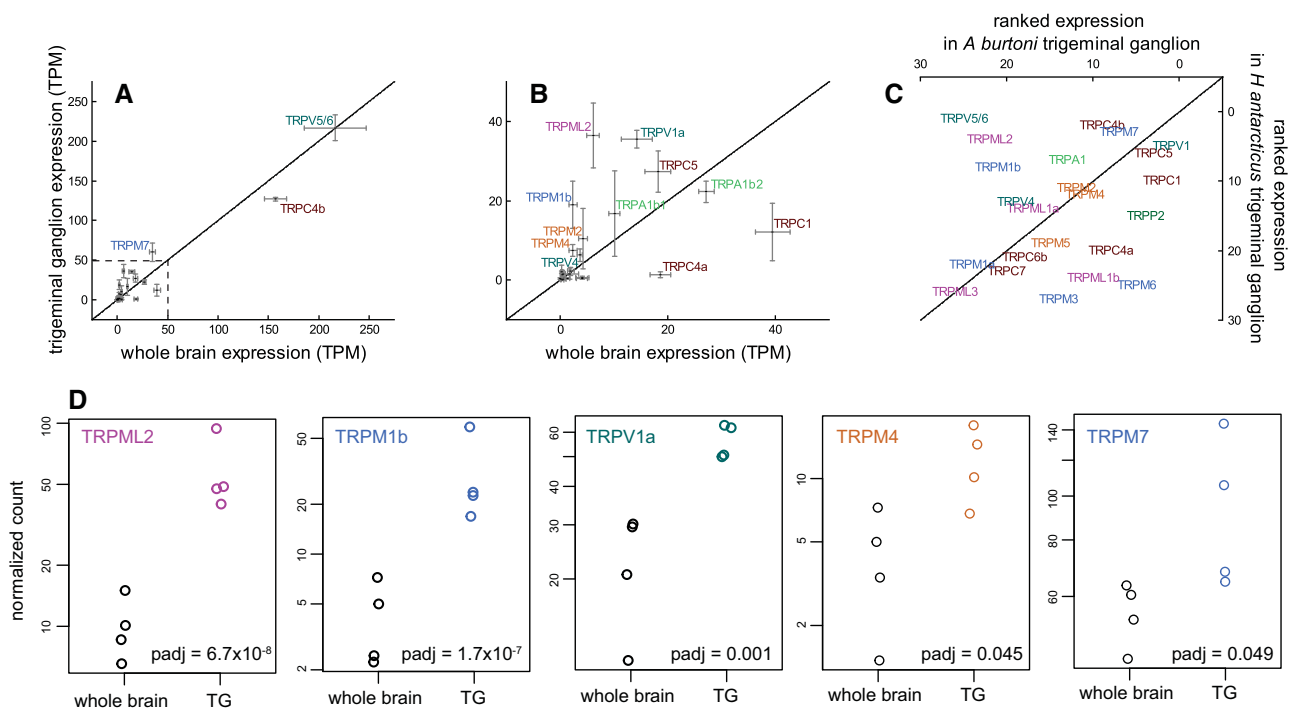 A
trigeminal ganglion expression (TPM)
250
200
150
100
50
0
TRPV5/6
TRPC4b
TRPM7
0
50
100
150
200
250
whole brain expression (TPM)
B
40
20
0
TRPML2
TRPV1a
TRPC5
TRPA1b2
TRPM1b
TRPA1b1
TRPM2
TRPC1
TRPM4
TRPV4
TRPC4a
0
20
40
whole brain expression (TPM)
ranked expression
in A burtoni trigeminal ganglion
30
20
10
0
C
TRPV5/6
TRPC4b
TRPM7
TRPML2
TRPV1
TRPC5
TRPA1
TRPM1b
TRPC1
TRPM2
TRPM4
TRPV4
TRPML1a
TRPP2
TRPM5
TRPC4a
TRPC6b
TRPC7
TRPML1b
TRPM6
TRPML3
TRPM3
0
10
20
30
ranked expression
in H antarcticus trigeminal ganglion
D
normalized count
100
50
20
10
TRPML2
padj = 6.7x10-8
whole brain
TG
50
20
10
5
2
TRPM1b
padj = 1.7x10-7
whole brain
TG
60
40
30
20
TRPV1a
padj = 0.001
whole brain
TG
10
5
2
TRPM4
padj = 0.045
whole brain
TG
140
100
80
60
TRPM7
padj = 0.049
whole brain
TG